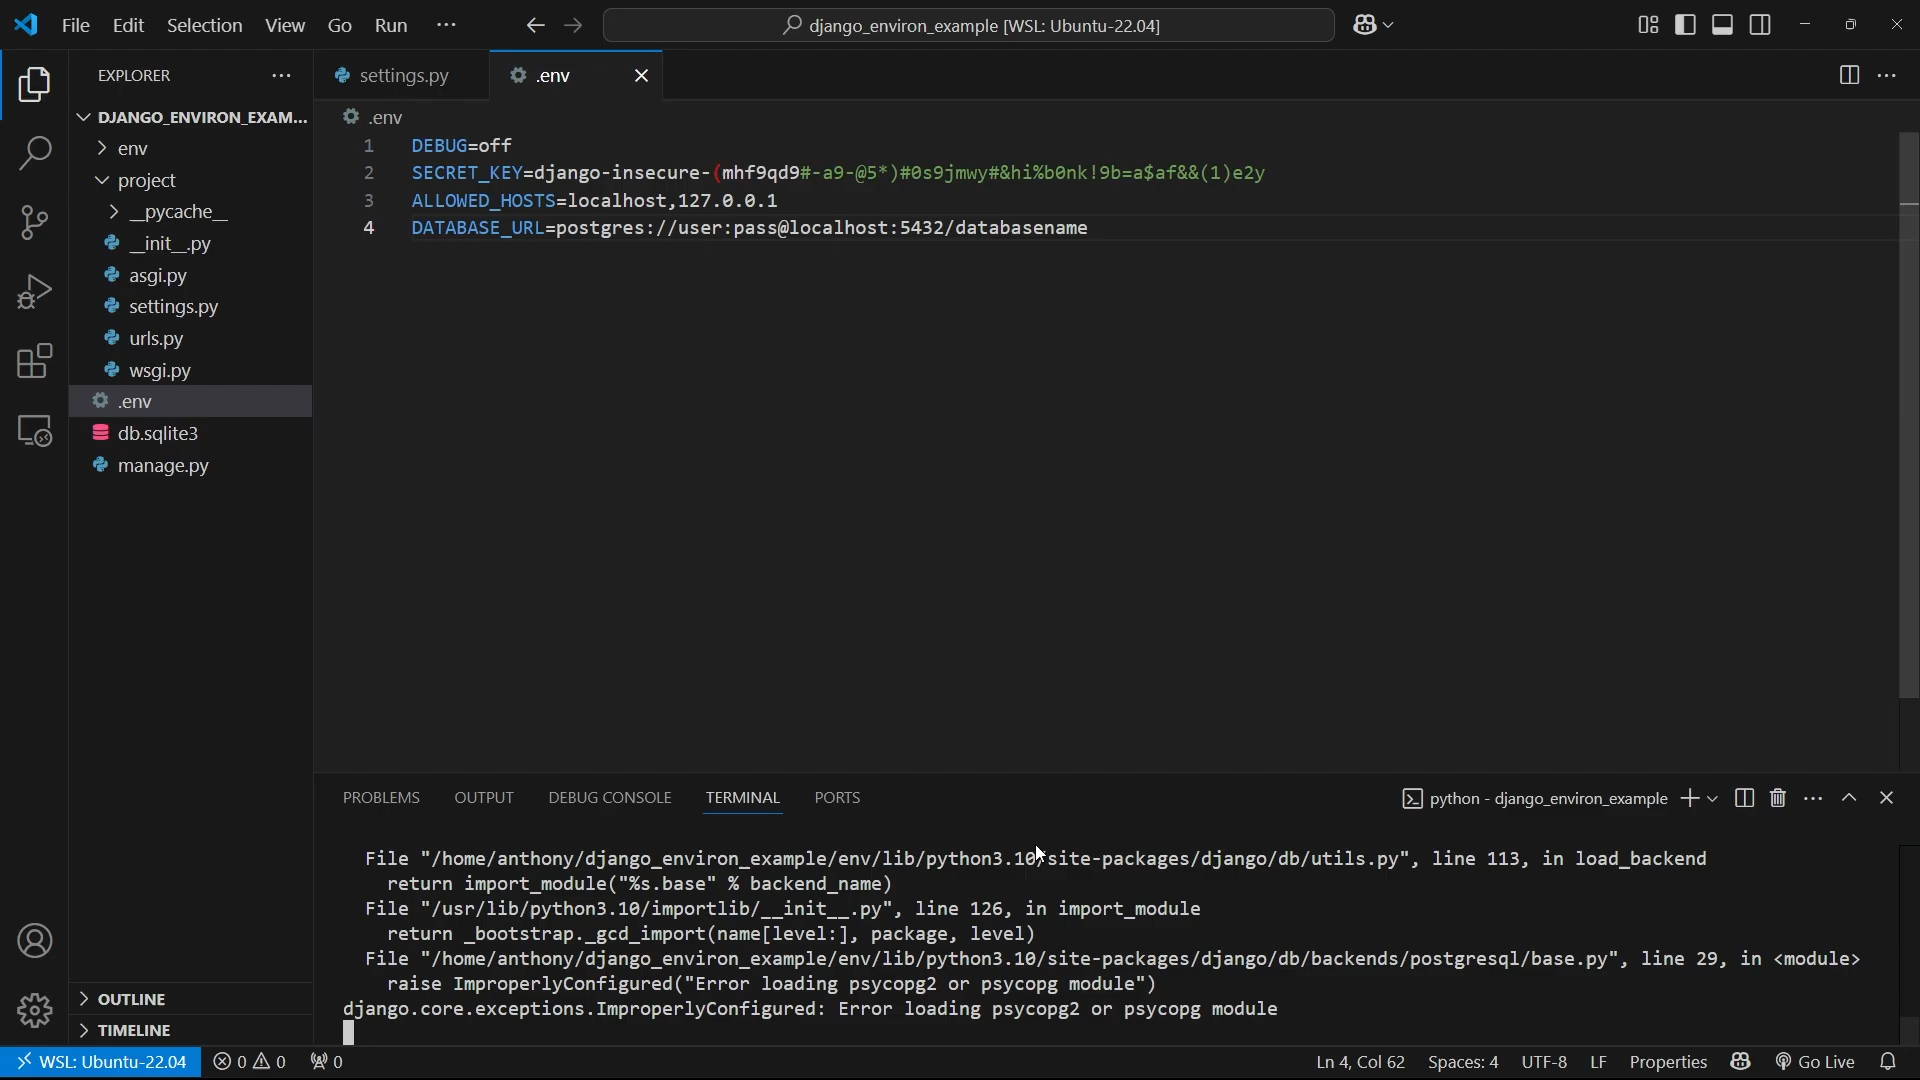 File Edit Selection View Go Run ··· django_environ_example [WSL: Ubuntu-22.04]
EXPLORER ···
DJANGO_ENVIRON_EXAM...
env
project
__pycache__
__init__.py
asgi.py
settings.py
urls.py
wsgi.py
.env
db.sqlite3
manage.py
OUTLINE
TIMELINE
settings.py .env
.env
1 DEBUG=off
2 SECRET_KEY=django-insecure-(mhf9qd9#-a9-@5*)#0s9jmwy#&hi%b0nk!9b=a$af&&(1)e2y
3 ALLOWED_HOSTS=localhost,127.0.0.1
4 DATABASE_URL=postgres://user:pass@localhost:5432/databasename
PROBLEMS OUTPUT DEBUG CONSOLE TERMINAL PORTS python - django_environ_example
File "/home/anthony/django_environ_example/env/lib/python3.10/site-packages/django/db/utils.py", line 113, in load_backend
return import_module("%s.base" % backend_name)
File "/usr/lib/python3.10/importlib/__init__.py", line 126, in import_module
return _bootstrap._gcd_import(name[level:], package, level)
File "/home/anthony/django_environ_example/env/lib/python3.10/site-packages/django/db/backends/postgresql/base.py", line 29, in <module>
raise ImproperlyConfigured("Error loading psycopg2 or psycopg module")
django.core.exceptions.ImproperlyConfigured: Error loading psycopg2 or psycopg module
WSL: Ubuntu-22.04 0 0 0 Ln 4, Col 62 Spaces: 4 UTF-8 LF Properties Go Live